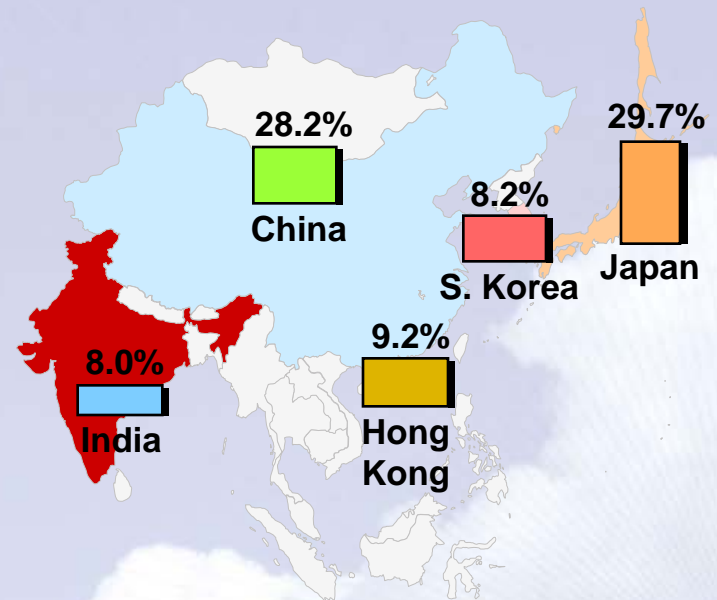 28.2%
China
29.7%
Japan
8.2%
S. Korea
9.2%
Hong
Kong
8.0%
India